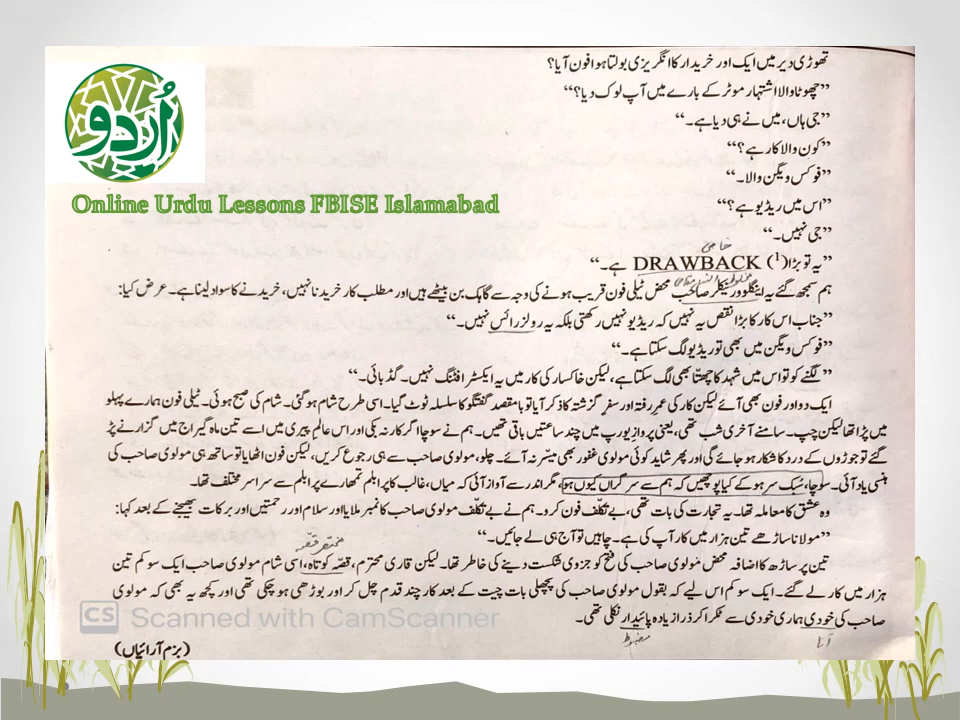 اُردو
Online Urdu Lessons FBISE Islamabad
تھوڑی دیر میں ایک اور خریدار کا انگریزی بولتا ہوا فون آیا؟
”چھوٹا والا اشتہار موٹر کے بارے میں آپ لوک دیا؟“
”جی ہاں، میں نے ہی دیا ہے۔“
”کون والا کار ہے؟“
”فوکس ویگن والا۔“
”اس میں ریڈیو ہے؟“
”جی نہیں۔“
خامی
”یہ تو بڑا (1) DRAWBACK ہے۔“
ہم سمجھ گئے یہ اینگلو ورنیکلر صاحب محض ٹیلی فون قریب ہونے کی وجہ سے گاہک بن بیٹھے ہیں اور مطلب کار خریدنا نہیں، خریدنے کا سواد لینا ہے۔ عرض کیا:
”جناب اس کار کا بڑا نقص یہ نہیں کہ ریڈیو نہیں رکھتی بلکہ یہ رولز رائس نہیں۔“
”فوکس ویگن میں بھی تو ریڈیو لگ سکتا ہے۔“
”لگنے کو تو اس میں شہد کا چھتا بھی لگ سکتا ہے، لیکن خاکسار کی کار میں یہ ایکسٹرا فٹنگ نہیں۔ گڈ بائی۔“
ایک دو اور فون بھی آئے لیکن کار کی عمرِ رفتہ اور سفرِ گزشتہ کا ذکر آیا تو با مقصد گفتگو کا سلسلہ ٹوٹ گیا۔ اسی طرح شام ہو گئی۔ شام کی صبح ہوئی۔ ٹیلی فون ہمارے پہلو
میں پڑا تھا لیکن چپ۔ سامنے آخری شب تھی، یعنی پروازِ یورپ میں چند ساعتیں باقی تھیں۔ ہم نے سوچا اگر کار نہ بکی اور اس عالمِ پیری میں اسے تین ماہ گیراج میں گزارنے پڑ
گئے تو جوڑوں کے درد کا شکار ہو جائے گی اور پھر شاید کوئی مولوی غفور بھی میسر نہ آئے۔ چلو، مولوی صاحب سے ہی رجوع کریں، لیکن فون اٹھایا تو ساتھ ہی مولوی صاحب کی
ہنسی یاد آئی۔ سوچا، سُبک سر ہو کے کیا پوچھیں کہ ہم سے سرگراں کیوں ہو، مگر اندر سے آواز آئی کہ میاں، غالب کا پرابلم تمھارے پرابلم سے سراسر مختلف تھا۔
وہ عشق کا معاملہ تھا۔ یہ تجارت کی بات تھی، بے تکلّف فون کرو۔ ہم نے بے تکلّف مولوی صاحب کا نمبر ملایا اور سلام اور رحمتیں اور برکات بھیجنے کے بعد کہا:
”مولانا ساڑھے تین ہزار میں کار آپ کی ہے۔ چاہیں تو آج ہی لے جائیں۔“
مختصر قصہ
تین پر ساڑھ کا اضافہ محض مولوی صاحب کی فتح کو جزوی شکست دینے کی خاطر تھا۔ لیکن قاری محترم، قصّہ کوتاہ، اسی شام مولوی صاحب ایک سو کم تین
ہزار میں کار لے گئے۔ ایک سو کم اس لیے کہ بقول مولوی صاحب کی پچھلی بات چیت کے بعد کار چند قدم چل کر اور بوڑھی ہو چکی تھی اور کچھ یہ بھی کہ مولوی
صاحب کی خودی ہماری خودی سے ٹکرا کر ذرا زیادہ پائیدار نکلی تھی۔
انا
مضبوط
(بزم آرائیاں)
CS Scanned with CamScanner